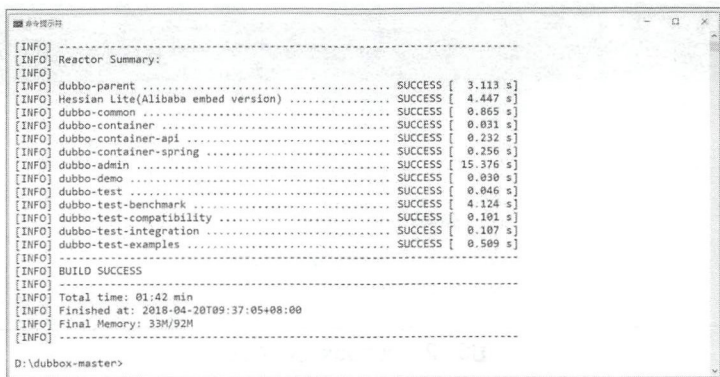 命令提示符
[INFO] ------------------------------------------------------------------------
[INFO] Reactor Summary:
[INFO]
[INFO] dubbo-parent ....................................... SUCCESS [  3.113 s]
[INFO] Hessian Lite(Alibaba embed version) ................ SUCCESS [  4.447 s]
[INFO] dubbo-common ....................................... SUCCESS [  0.865 s]
[INFO] dubbo-container .................................... SUCCESS [  0.031 s]
[INFO] dubbo-container-api ................................ SUCCESS [  0.232 s]
[INFO] dubbo-container-spring ............................. SUCCESS [  0.256 s]
[INFO] dubbo-admin ........................................ SUCCESS [ 15.376 s]
[INFO] dubbo-demo ......................................... SUCCESS [  0.030 s]
[INFO] dubbo-test ......................................... SUCCESS [  0.046 s]
[INFO] dubbo-test-benchmark ............................... SUCCESS [  4.124 s]
[INFO] dubbo-test-compatibility ........................... SUCCESS [  0.101 s]
[INFO] dubbo-test-integration ............................. SUCCESS [  0.107 s]
[INFO] dubbo-test-examples ................................ SUCCESS [  0.509 s]
[INFO] ------------------------------------------------------------------------
[INFO] BUILD SUCCESS
[INFO] ------------------------------------------------------------------------
[INFO] Total time: 01:42 min
[INFO] Finished at: 2018-04-20T09:37:05+08:00
[INFO] Final Memory: 33M/92M
[INFO] ------------------------------------------------------------------------
D:\dubbox-master>